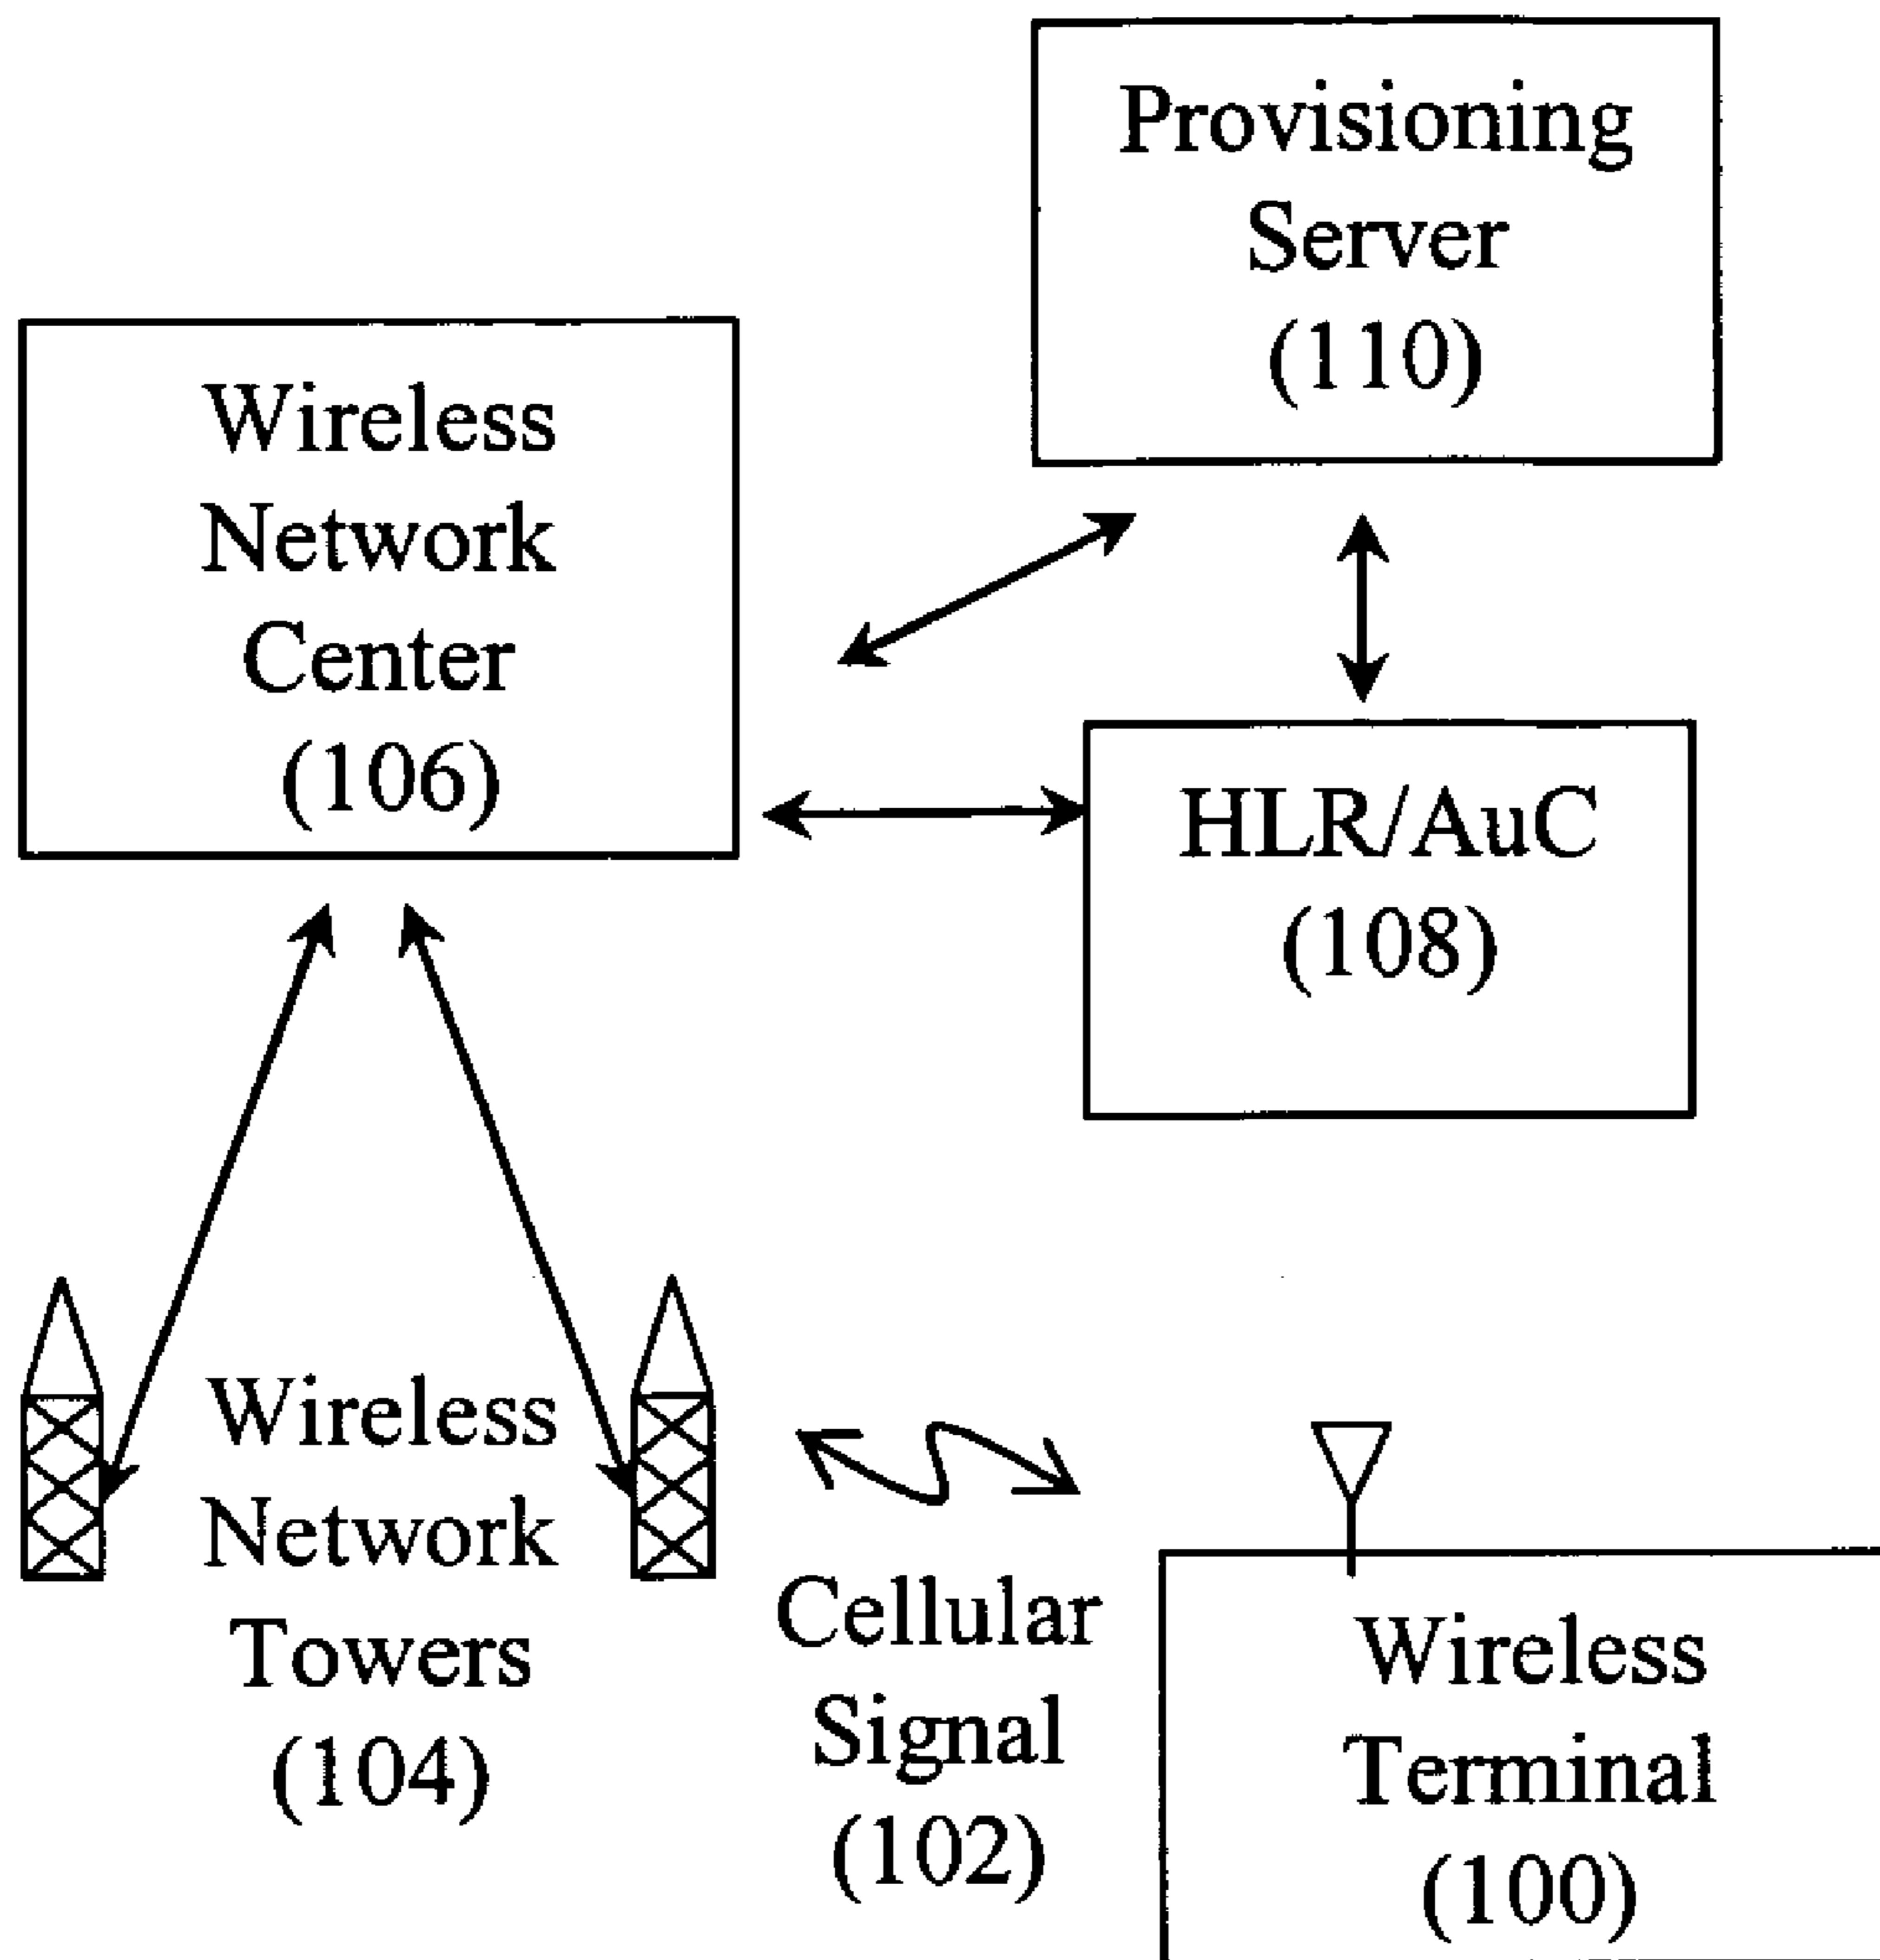 Provisioning
Server
(110)
Wireless
Network
Center
(106)
HLR/AuC
(108)
Wireless
Network
Towers
(104)
Cellular
Signal
(102)
Wireless
Terminal
(100)